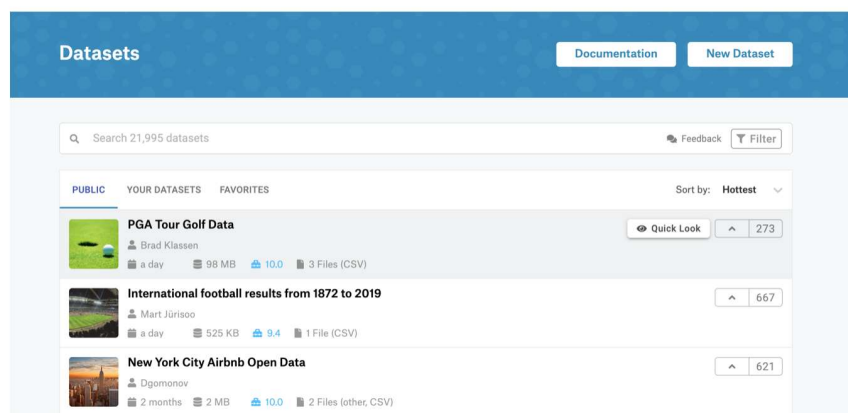 Datasets
Documentation
New Dataset
Search 21,995 datasets
Feedback
Filter
PUBLIC YOUR DATASETS FAVORITES
Sort by: Hottest
PGA Tour Golf Data
Quick Look
273
Brad Klassen
a day 98 MB 10.0 3 Files (CSV)
International football results from 1872 to 2019
667
Mart Jürisoo
a day 525 KB 9.4 1 File (CSV)
New York City Airbnb Open Data
621
Dgomonov
2 months 2 MB 10.0 2 Files (other, CSV)